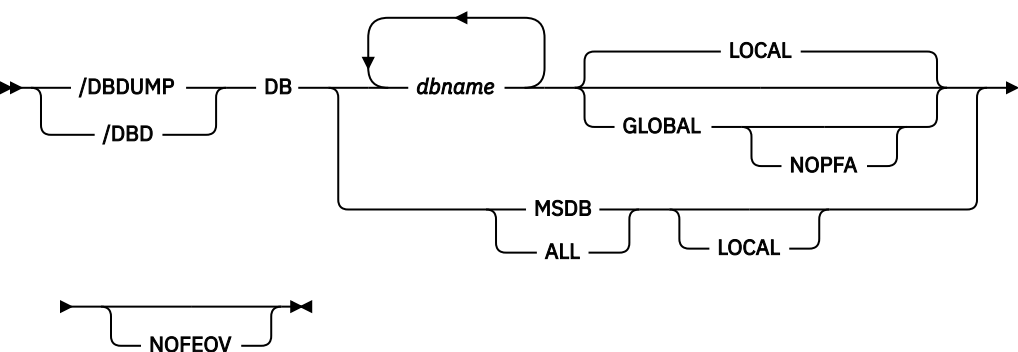 LOCAL
/DBDUMP DB dbname
/DBD GLOBAL
NOPFA
MSDB
ALL LOCAL
NOFEOV